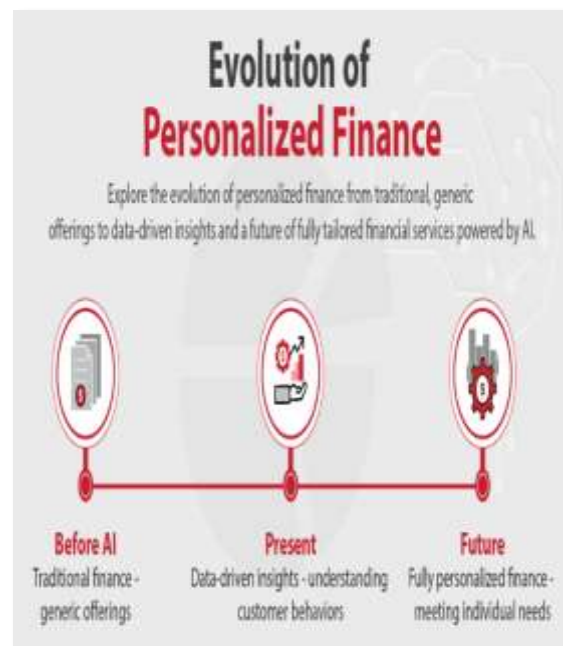 Evolution of
Personalized Finance
Explore the evolution of personalized finance from traditional, generic
offerings to data-driven insights and a future of fully tailored financial services powered by AI.
Before AI
Traditional finance -
generic offerings
Present
Data-driven insights - understanding
customer behaviors
Future
Fully personalized finance -
meeting individual needs